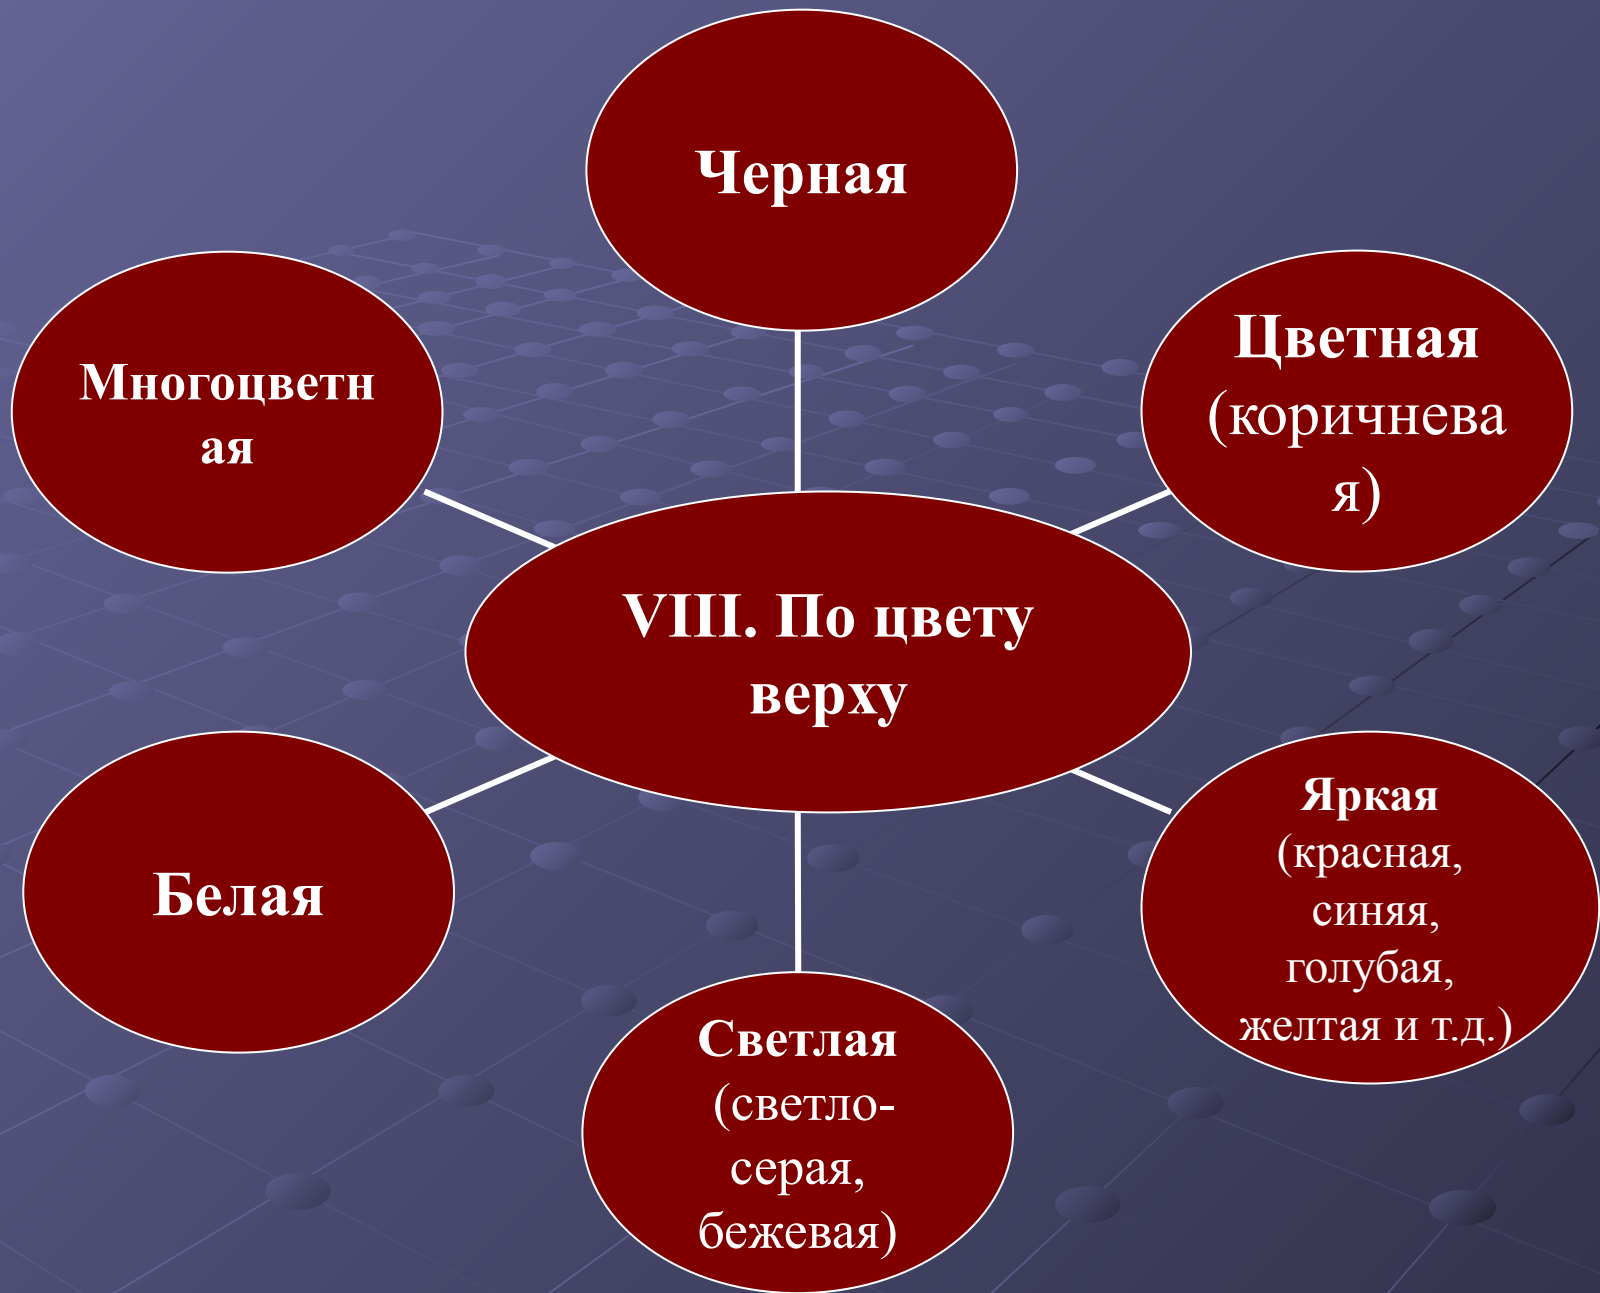 Черная
Цветная
(коричнева
я)
Многоцветн
ая
VIII. По цвету
верху
Яркая
(красная,
синяя,
голубая,
желтая и т.д.)
Белая
Светлая
(светло-
серая,
бежевая)